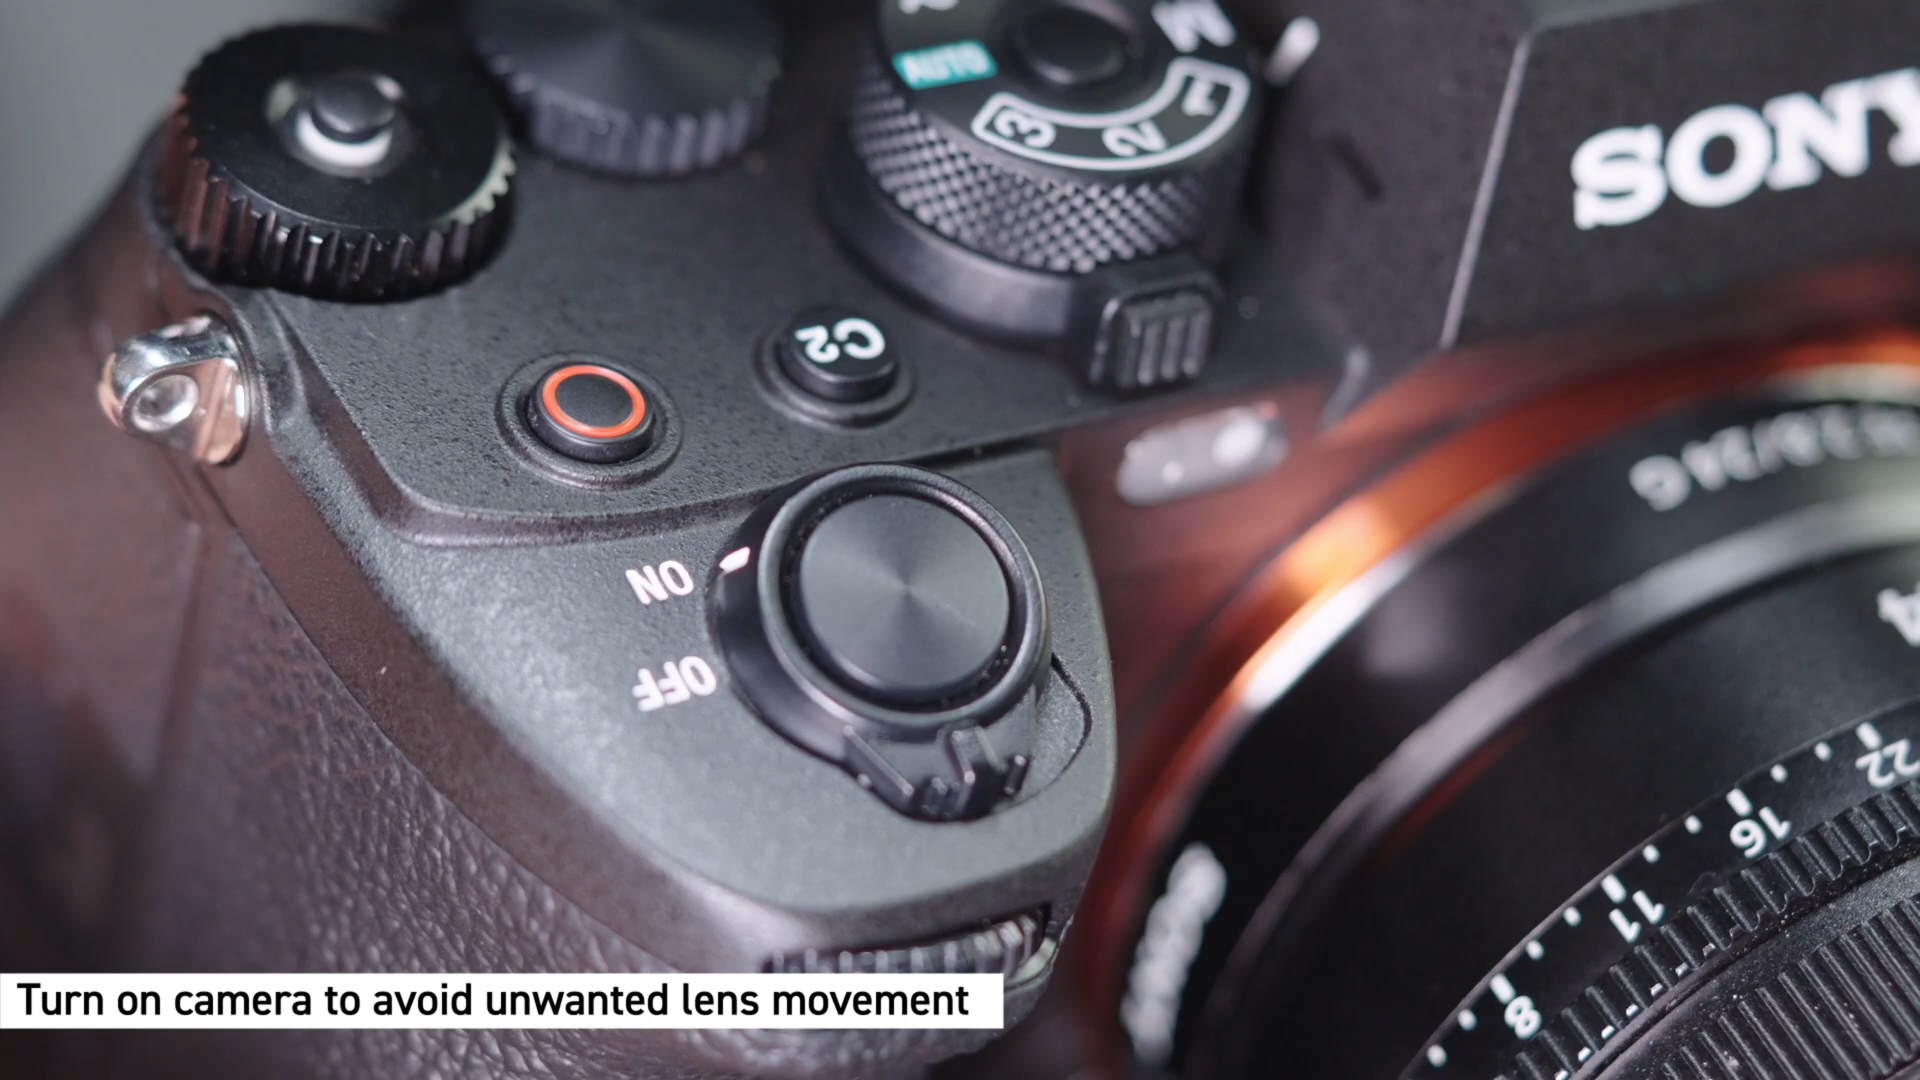 AUTO
M
1
2
3
SONY
C2
ON
OFF
22
16
11
8
Turn on camera to avoid unwanted lens movement